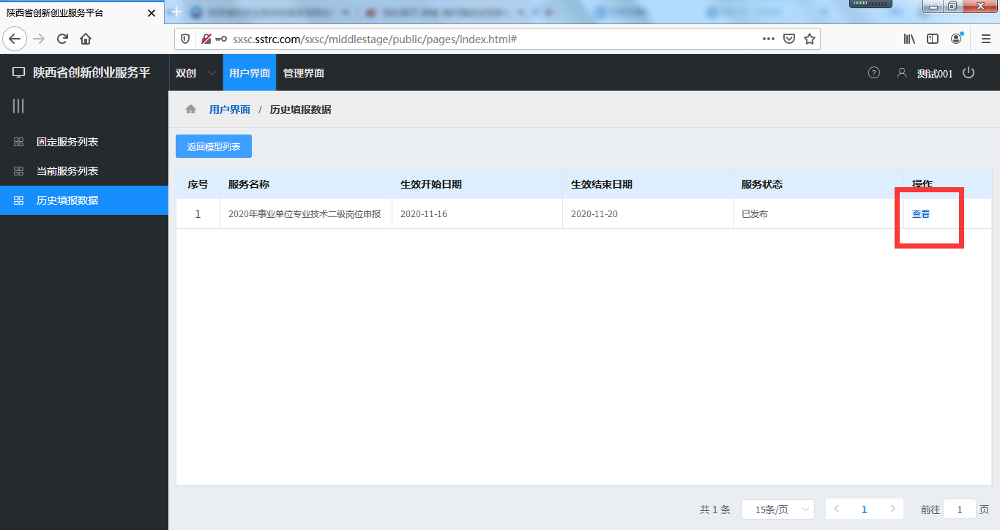 陕西省创新创业服务平台
sxsc.sstrc.com/sxsc/middlestage/public/pages/index.html#
陕西省创新创业服务平
双创
用户界面
管理界面
测试001
用户界面 / 历史填报数据
固定服务列表
当前服务列表
历史填报数据
返回模型列表
序号 服务名称 生效开始日期 生效结束日期 服务状态 操作
1 2020年事业单位专业技术二级岗位申报 2020-11-16 2020-11-20 已发布 查看
共 1 条 15条/页 1 前往 1 页